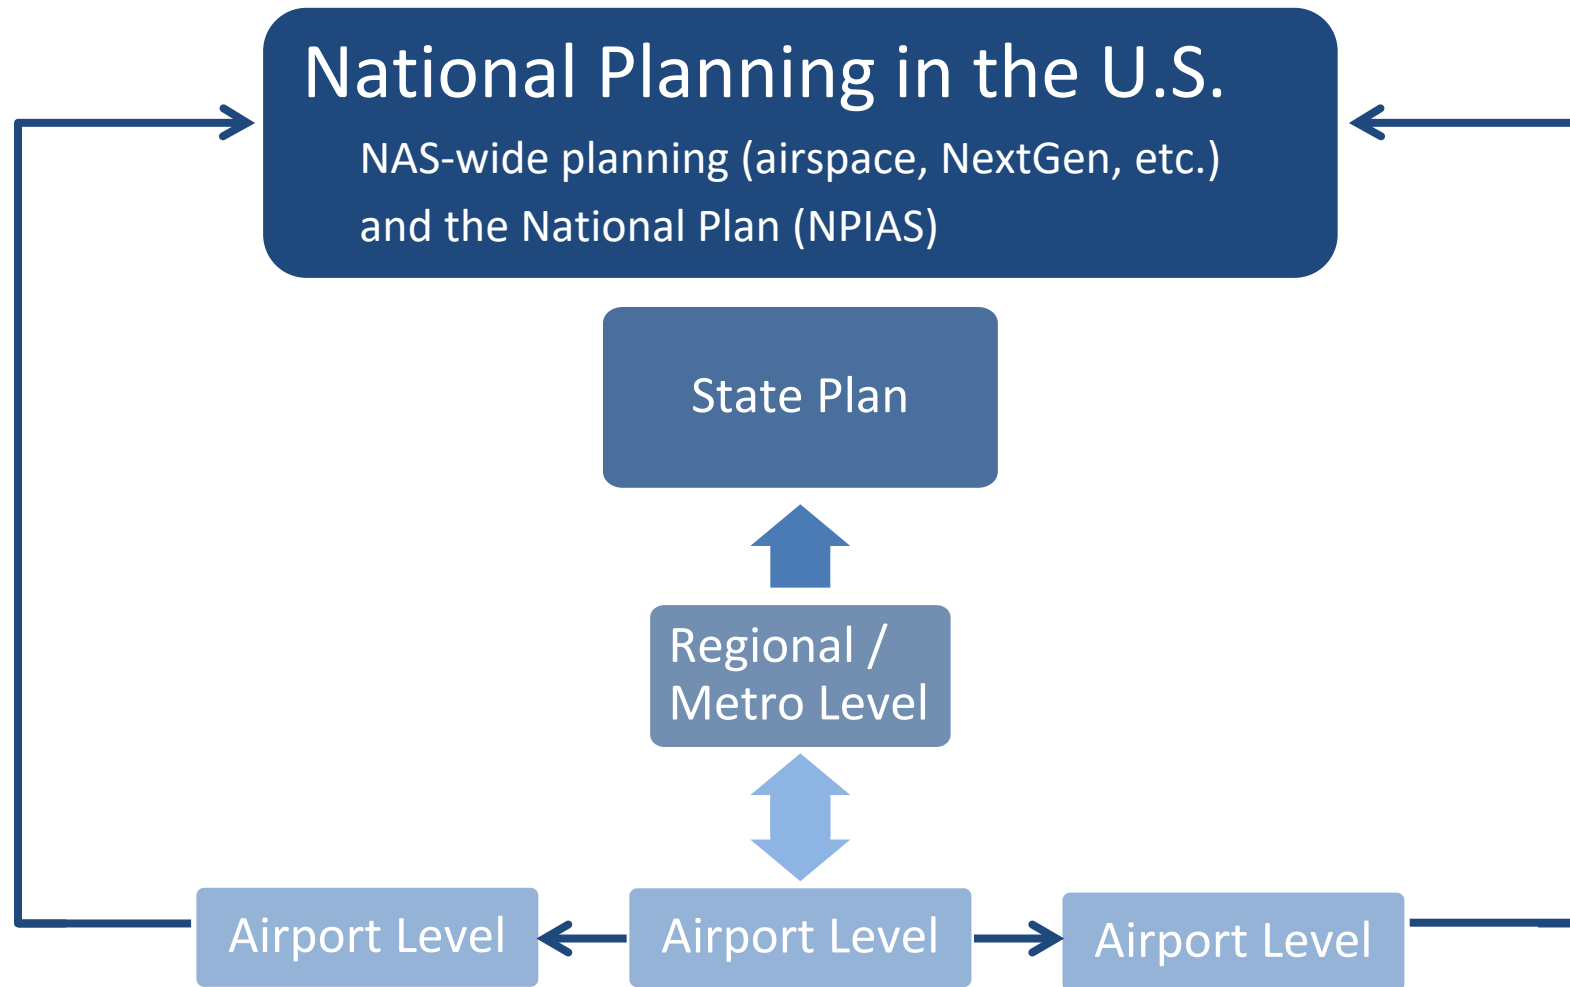 National Planning in the U.S.
NAS-wide planning (airspace, NextGen, etc.)
and the National Plan (NPIAS)
State Plan
Regional /
Metro Level
Airport Level
Airport Level
Airport Level